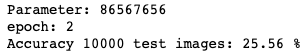 Parameter: 86567656
epoch: 2
Accuracy 10000 test images: 25.56 %